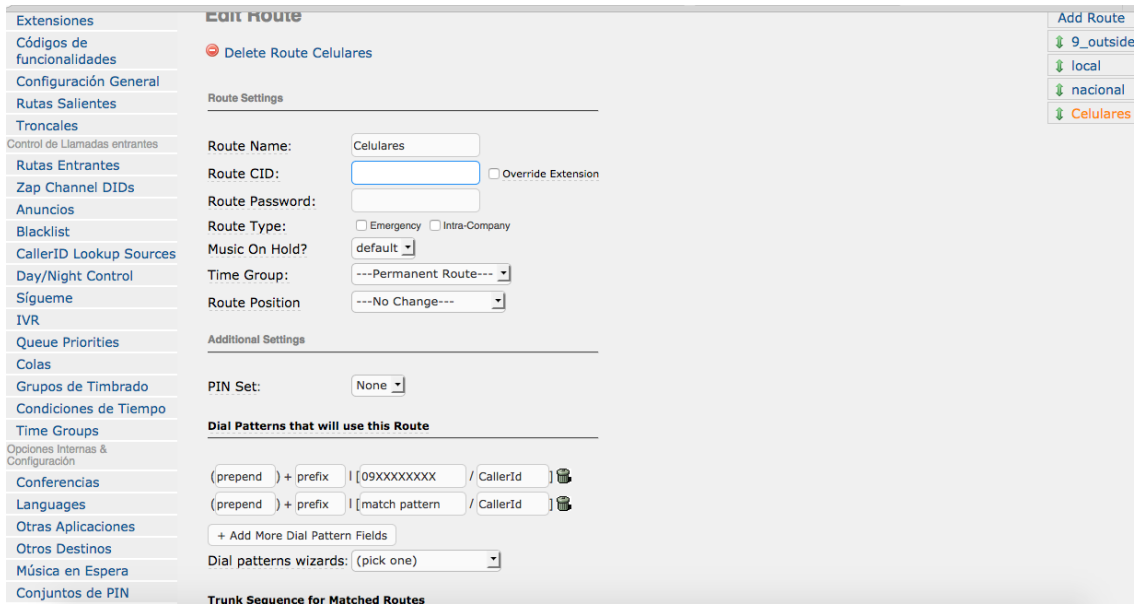 Extensiones
Códigos de
funcionalidades
Configuración General
Rutas Salientes
Troncales
Control de Llamadas entrantes
Rutas Entrantes
Zap Channel DIDs
Anuncios
Blacklist
CallerID Lookup Sources
Day/Night Control
Sígueme
IVR
Queue Priorities
Colas
Grupos de Timbrado
Condiciones de Tiempo
Time Groups
Opciones Internas &
Configuración
Conferencias
Languages
Otras Aplicaciones
Otros Destinos
Música en Espera
Conjuntos de PIN
Edit Route
Delete Route Celulares
Route Settings
Route Name: Celulares
Route CID: Override Extension
Route Password:
Route Type: Emergency Intra-Company
Music On Hold? default
Time Group: ---Permanent Route---
Route Position ---No Change---
Additional Settings
PIN Set: None
Dial Patterns that will use this Route
(prepend ) + prefix | [09XXXXXXXX / CallerId ]
(prepend ) + prefix | [match pattern / CallerId ]
+ Add More Dial Pattern Fields
Dial patterns wizards: (pick one)
Trunk Sequence for Matched Routes
Add Route
9_outside
local
nacional
Celulares